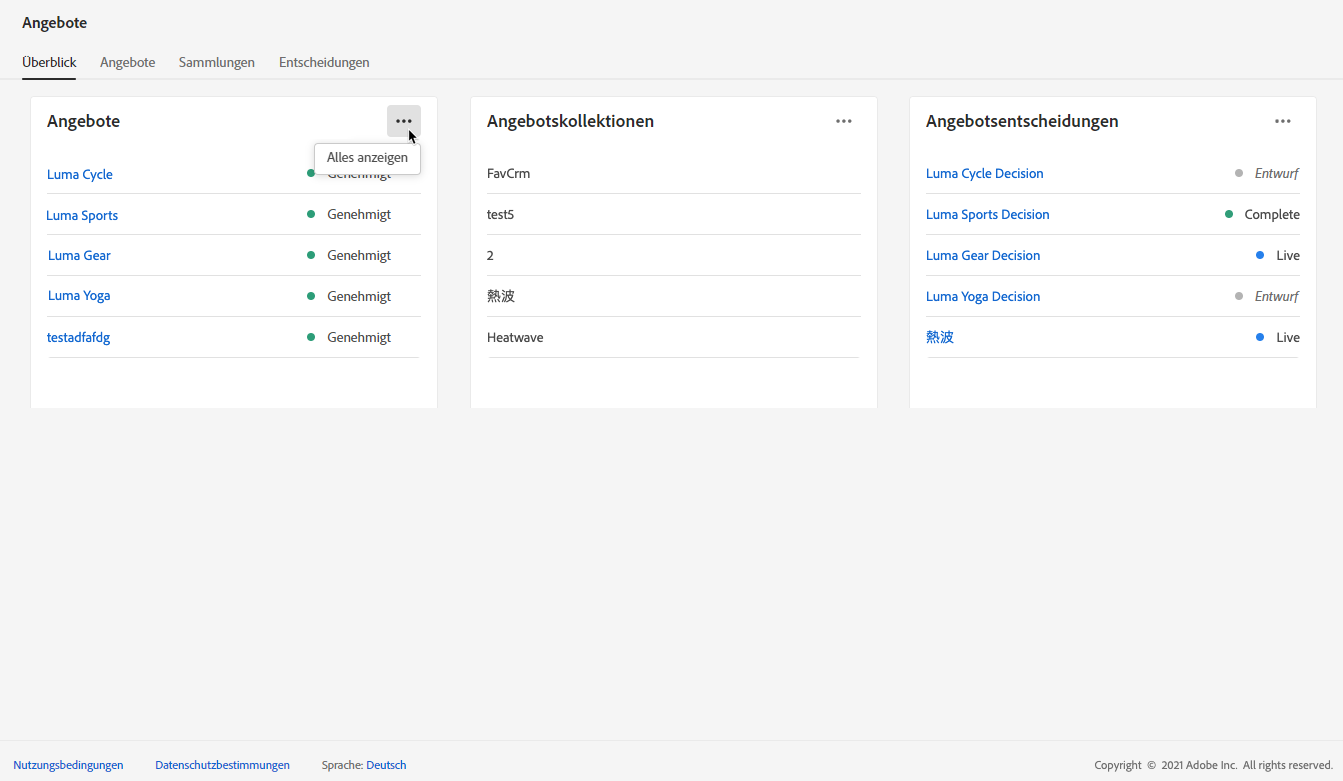 Angebote
Überblick Angebote Sammlungen Entscheidungen
Angebote
Alles anzeigen
Luma Cycle Genehmigt
Luma Sports Genehmigt
Luma Gear Genehmigt
Luma Yoga Genehmigt
testadfafdg Genehmigt
Angebotskollektionen
FavCrm
test5
2
熱波
Heatwave
Angebotsentscheidungen
Luma Cycle Decision Entwurf
Luma Sports Decision Complete
Luma Gear Decision Live
Luma Yoga Decision Entwurf
熱波 Live
Nutzungsbedingungen Datenschutzbestimmungen Sprache: Deutsch Copyright © 2021 Adobe Inc. All rights reserved.